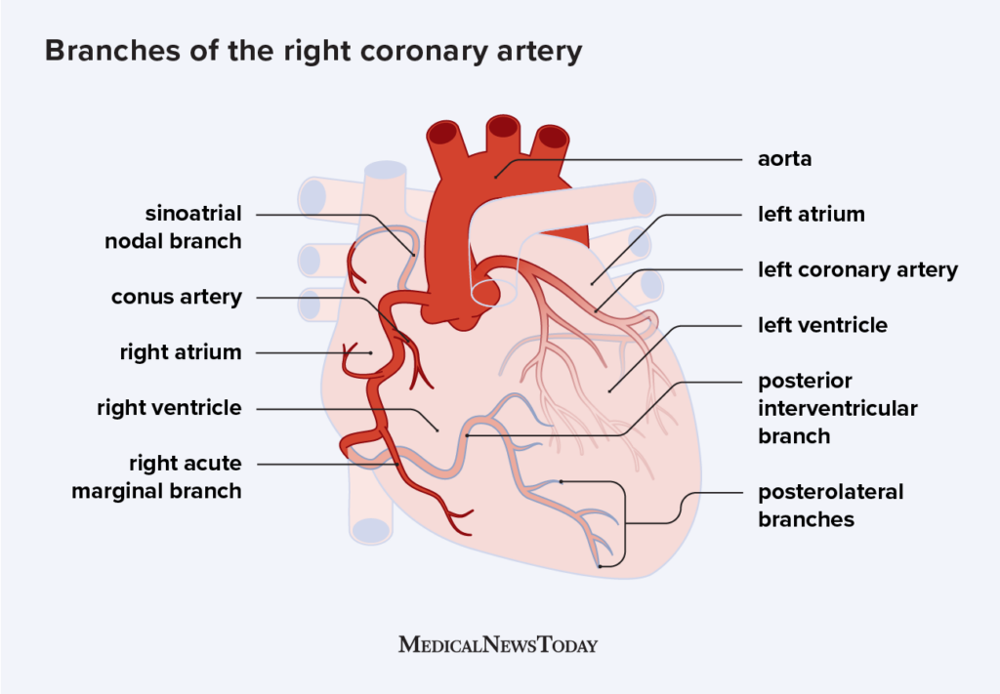 Branches of the right coronary artery
sinoatrial
nodal branch
conus artery
right atrium
right ventricle
right acute
marginal branch
aorta
left atrium
left coronary artery
left ventricle
posterior
interventricular
branch
posterolateral
branches
MEDICALNEWSTODAY